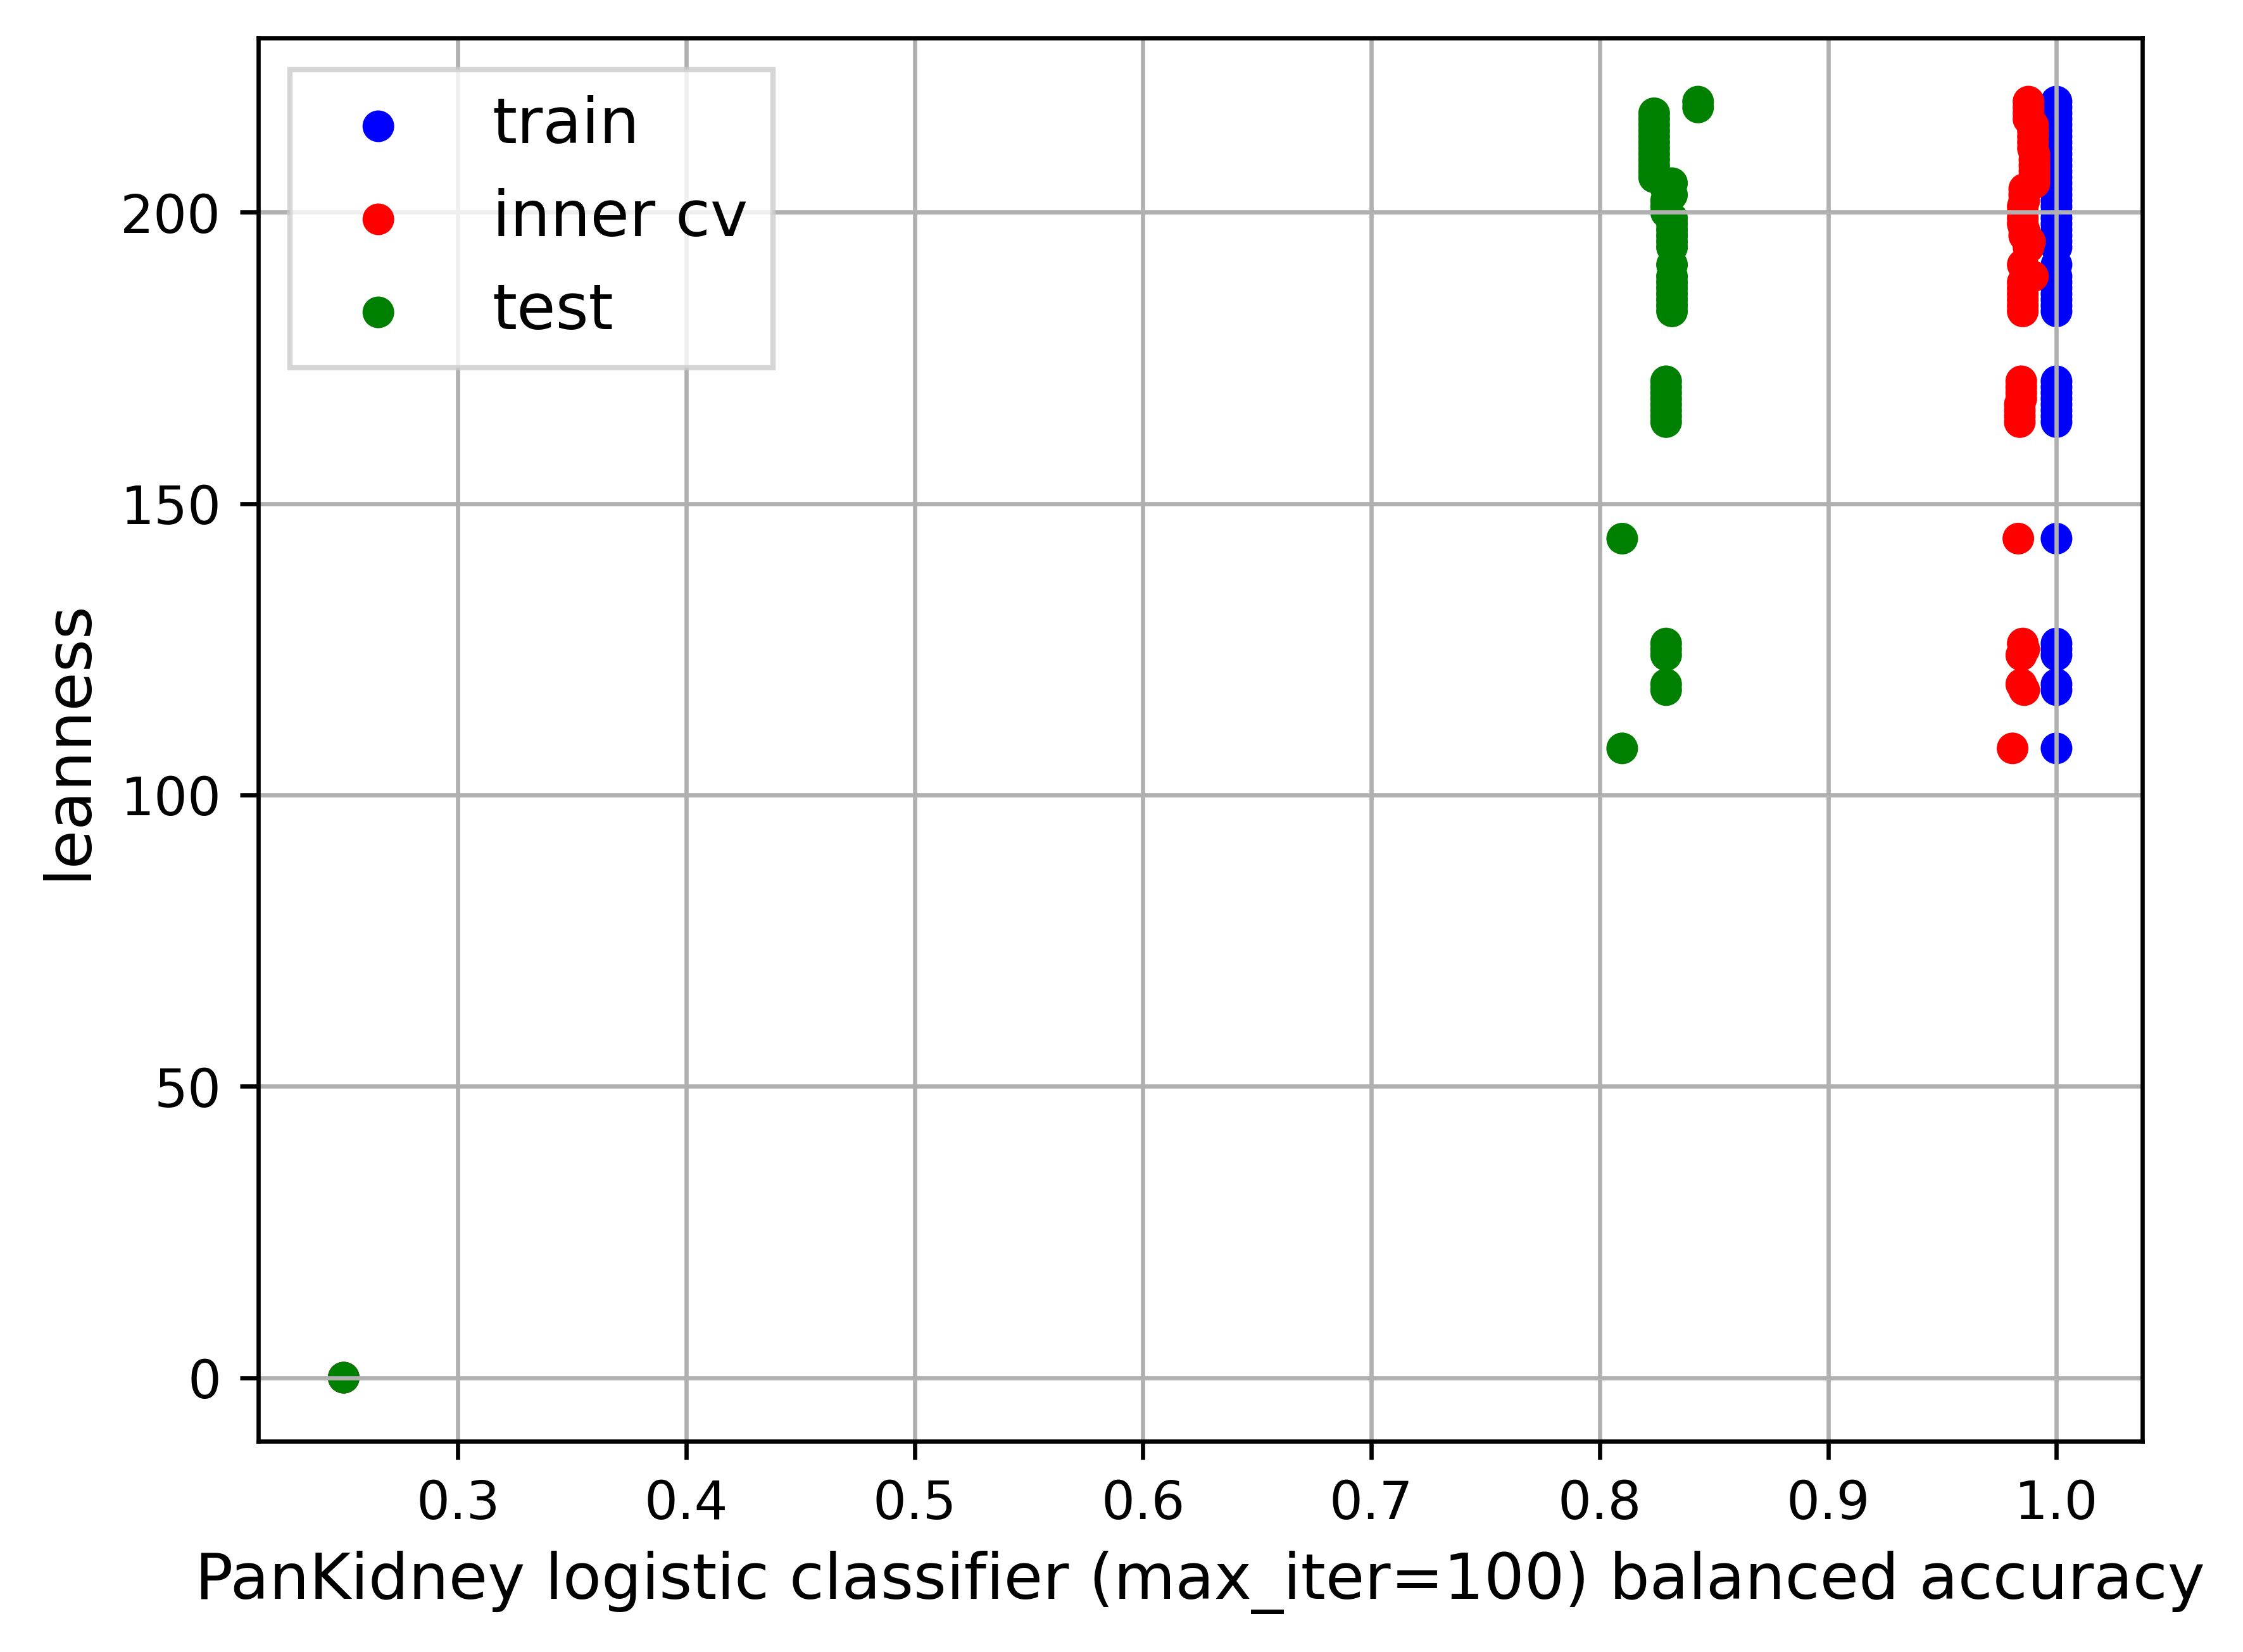 train
inner cv
test
200
150
100
50
0
leanness
0.3 0.4 0.5 0.6 0.7 0.8 0.9 1.0
PanKidney logistic classifier (max_iter=100) balanced accuracy